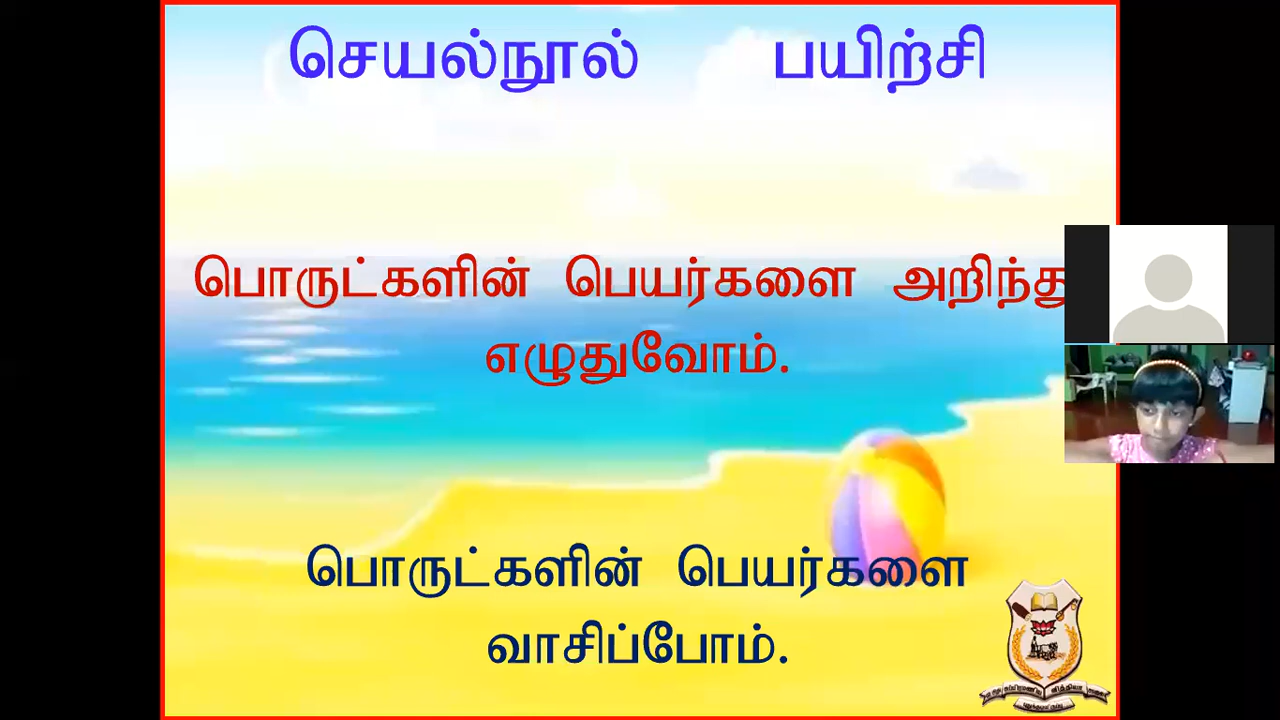 செயல்நூல் பயிற்சி
பொருட்களின் பெயர்களை அறிந்து
எழுதுவோம்.
பொருட்களின் பெயர்களை
வாசிப்போம்.